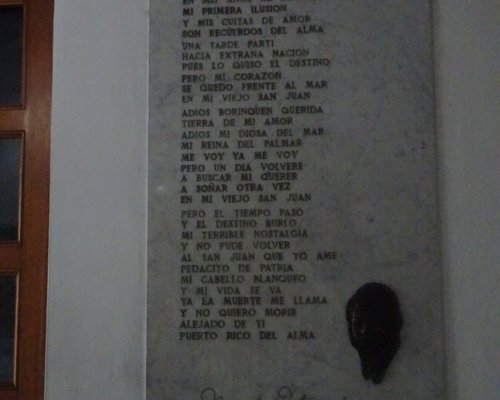 EN MIS AÑOS DE
MI PRIMERA ILUSION
Y MIS CUITAS DE AMOR
SON RECUERDOS DEL ALMA
UNA TARDE PARTI
HACIA EXTRAÑA NACION
PUES LO QUISO EL DESTINO
PERO MI CORAZON
SE QUEDO FRENTE AL MAR
EN MI VIEJO SAN JUAN
ADIOS BORINQUEN QUERIDA
TIERRA DE MI AMOR
ADIOS MI DIOSA DEL MAR
MI REINA DEL PALMAR
ME VOY YA ME VOY
PERO UN DIA VOLVERE
A BUSCAR MI QUERER
A SOÑAR OTRA VEZ
EN MI VIEJO SAN JUAN
PERO EL TIEMPO PASO
Y EL DESTINO BURLO
MI TERRIBLE NOSTALGIA
Y NO PUDE VOLVER
AL SAN JUAN QUE YO AME
PEDACITO DE PATRIA
MI CABELLO BLANQUEO
Y MI VIDA SE VA
YA LA MUERTE ME LLAMA
Y NO QUIERO MORIR
ALEJADO DE TI
PUERTO RICO DEL ALMA